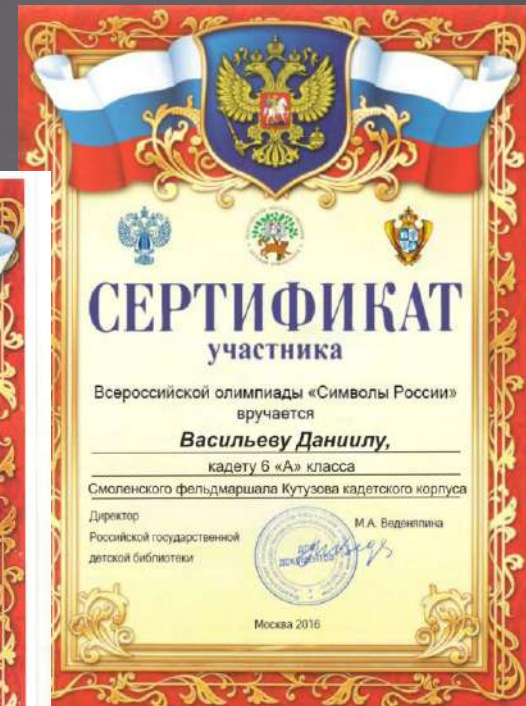 СЕРТИФИКАТ
участника
Всероссийской олимпиады «Символы России»
вручается
Васильеву Даниилу,
кадету 6 «А» класса
Смоленского фельдмаршала Кутузова кадетского корпуса
Директор
Российской государственной
детской библиотеки
М.А. Веденяпина
Москва 2016